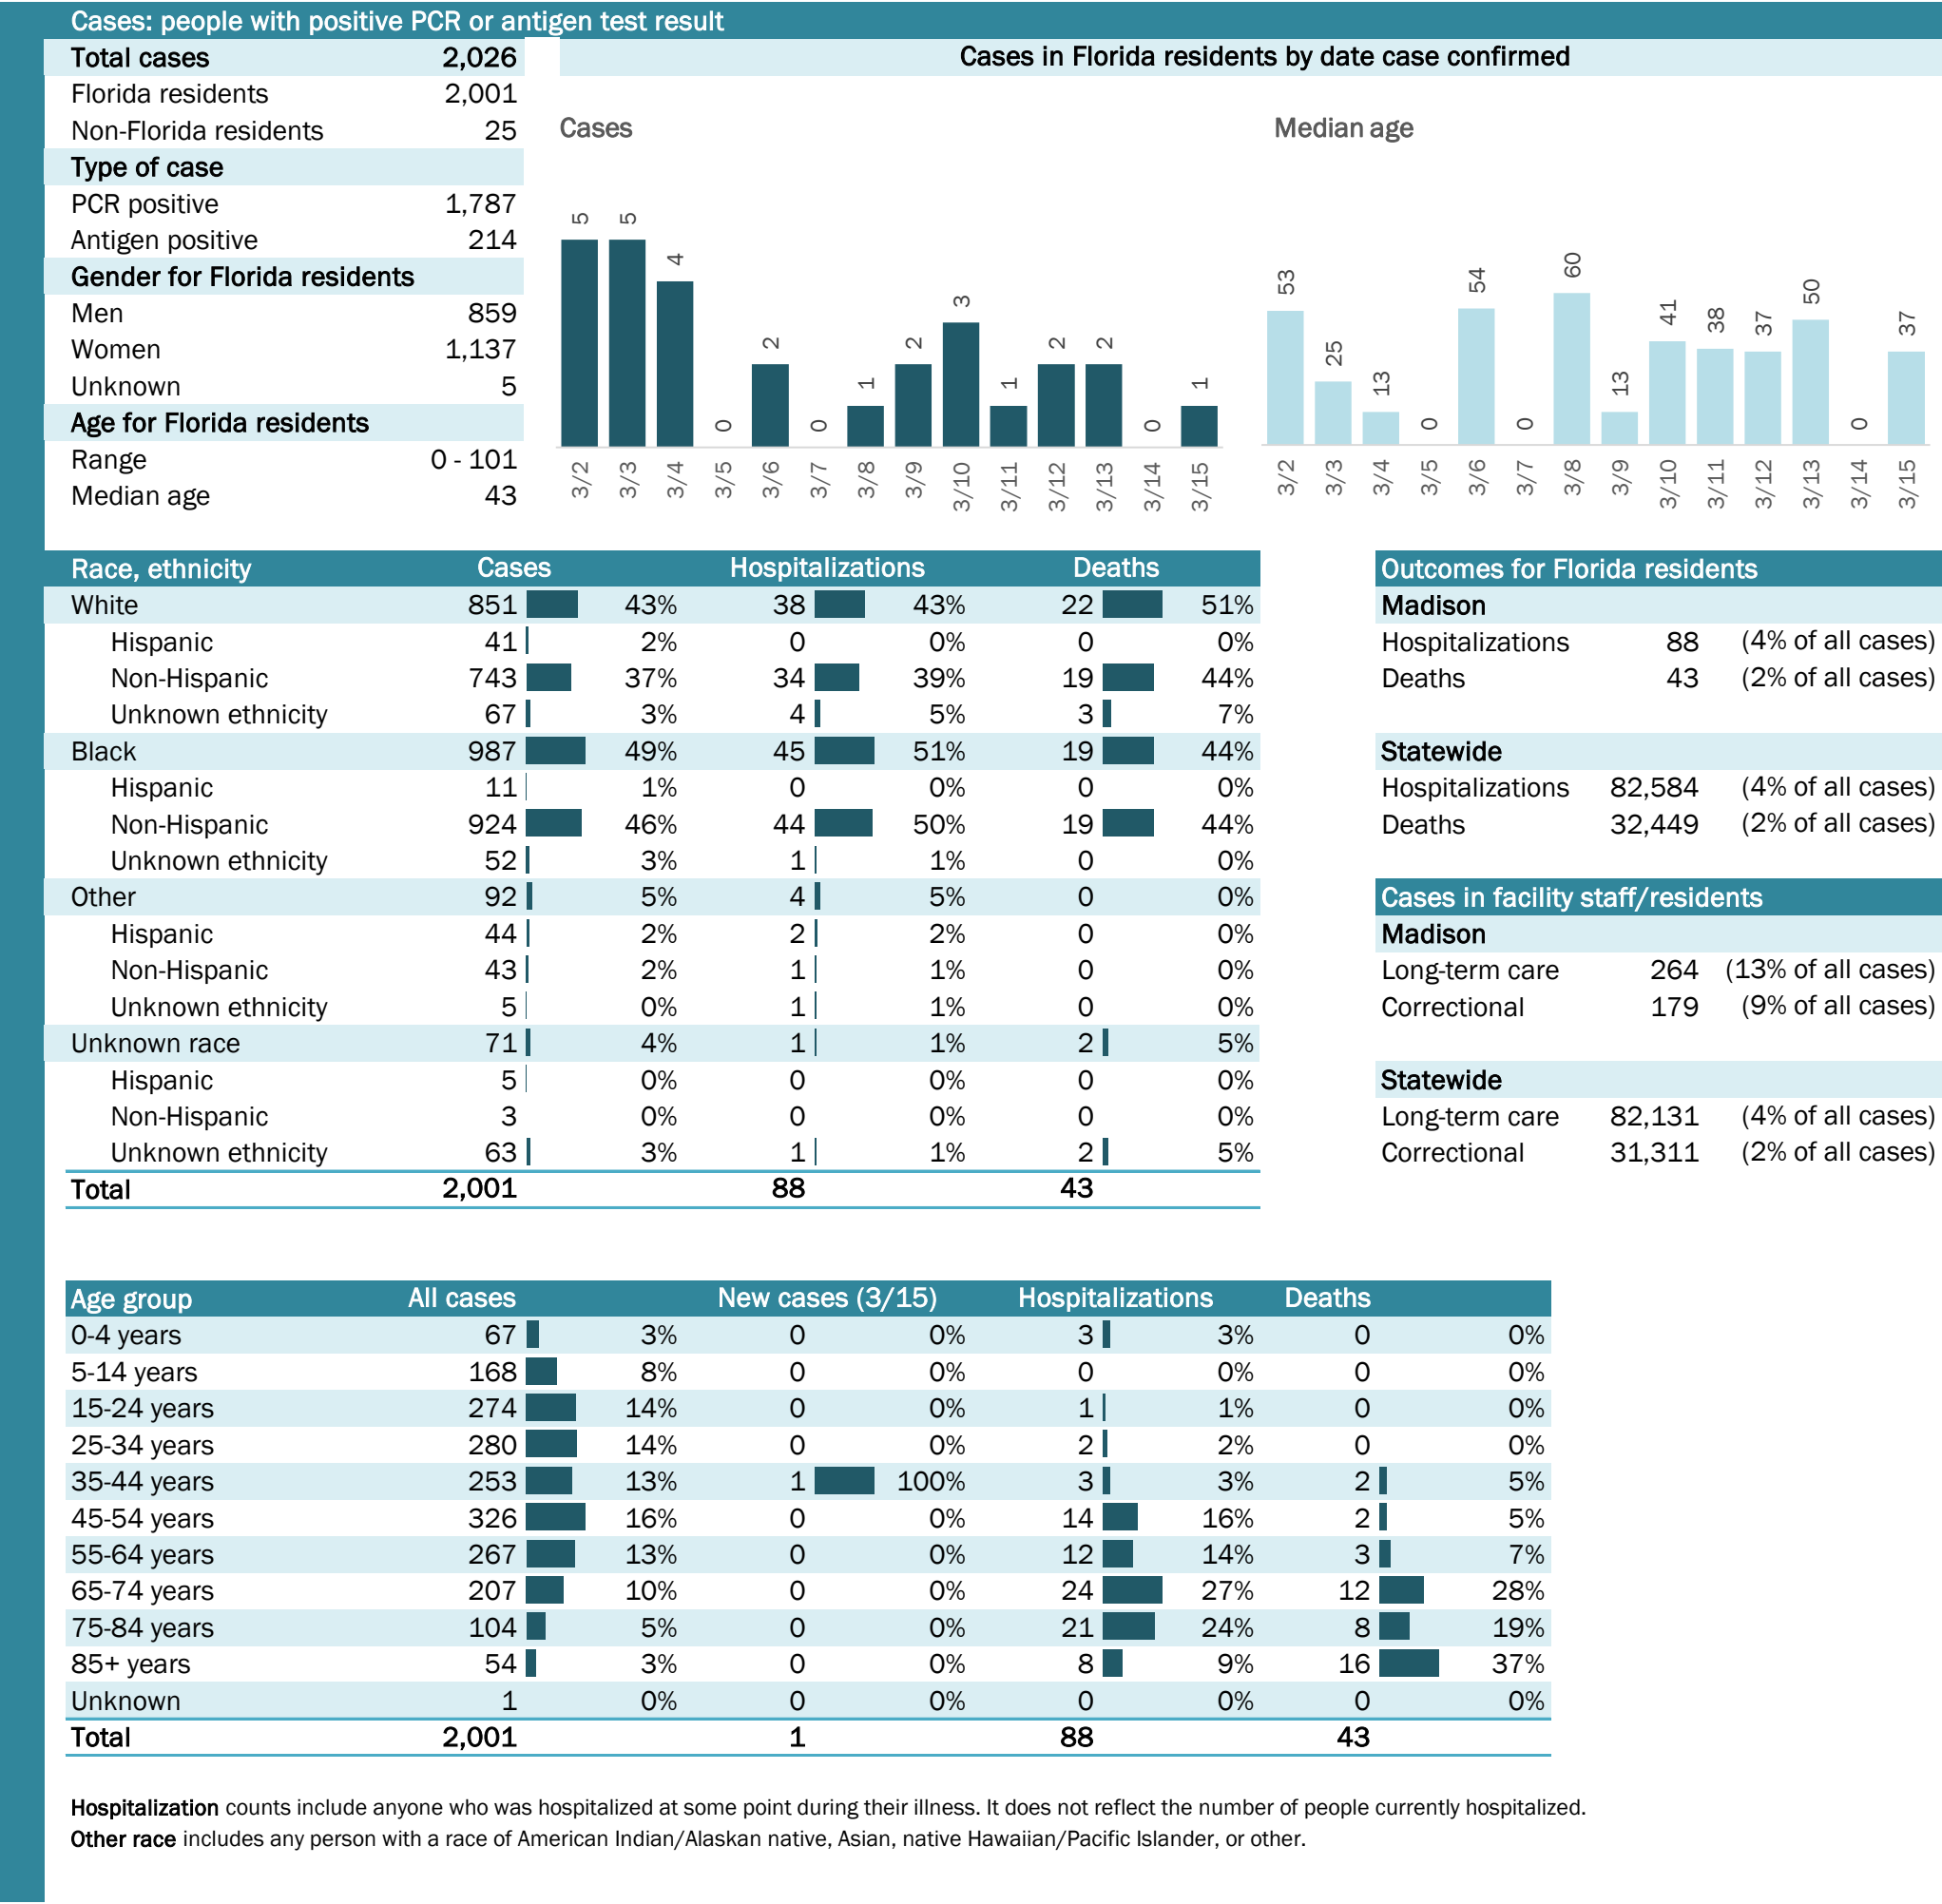 Cases: people with positive PCR or antigen test result
Total cases 2,026
Florida residents 2,001
Non-Florida residents 25
Type of case
PCR positive 1,787
Antigen positive 214
Gender for Florida residents
Men 859
Women 1,137
Unknown 5
Age for Florida residents
Range 0 - 101
Median age 43
Cases in Florida residents by date case confirmed
Cases
5 5 4 0 2 0 1 2 3 1 2 2 0 1
3/2 3/3 3/4 3/5 3/6 3/7 3/8 3/9 3/10 3/11 3/12 3/13 3/14 3/15
Median age
53 25 13 0 54 0 60 13 41 38 37 50 0 37
3/2 3/3 3/4 3/5 3/6 3/7 3/8 3/9 3/10 3/11 3/12 3/13 3/14 3/15
Race, ethnicity Cases Hospitalizations Deaths
White 851 43% 38 43% 22 51%
Hispanic 41 2% 0 0% 0 0%
Non-Hispanic 743 37% 34 39% 19 44%
Unknown ethnicity 67 3% 4 5% 3 7%
Black 987 49% 45 51% 19 44%
Hispanic 11 1% 0 0% 0 0%
Non-Hispanic 924 46% 44 50% 19 44%
Unknown ethnicity 52 3% 1 1% 0 0%
Other 92 5% 4 5% 0 0%
Hispanic 44 2% 2 2% 0 0%
Non-Hispanic 43 2% 1 1% 0 0%
Unknown ethnicity 5 0% 1 1% 0 0%
Unknown race 71 4% 1 1% 2 5%
Hispanic 5 0% 0 0% 0 0%
Non-Hispanic 3 0% 0 0% 0 0%
Unknown ethnicity 63 3% 1 1% 2 5%
Total 2,001 88 43
Outcomes for Florida residents
Madison
Hospitalizations 88 (4% of all cases)
Deaths 43 (2% of all cases)
Statewide
Hospitalizations 82,584 (4% of all cases)
Deaths 32,449 (2% of all cases)
Cases in facility staff/residents
Madison
Long-term care 264 (13% of all cases)
Correctional 179 (9% of all cases)
Statewide
Long-term care 82,131 (4% of all cases)
Correctional 31,311 (2% of all cases)
Age group All cases New cases (3/15) Hospitalizations Deaths
0-4 years 67 3% 0 0% 3 3% 0 0%
5-14 years 168 8% 0 0% 0 0% 0 0%
15-24 years 274 14% 0 0% 1 1% 0 0%
25-34 years 280 14% 0 0% 2 2% 0 0%
35-44 years 253 13% 1 100% 3 3% 2 5%
45-54 years 326 16% 0 0% 14 16% 2 5%
55-64 years 267 13% 0 0% 12 14% 3 7%
65-74 years 207 10% 0 0% 24 27% 12 28%
75-84 years 104 5% 0 0% 21 24% 8 19%
85+ years 54 3% 0 0% 8 9% 16 37%
Unknown 1 0% 0 0% 0 0% 0 0%
Total 2,001 1 88 43
Hospitalization counts include anyone who was hospitalized at some point during their illness. It does not reflect the number of people currently hospitalized.
Other race includes any person with a race of American Indian/Alaskan native, Asian, native Hawaiian/Pacific Islander, or other.